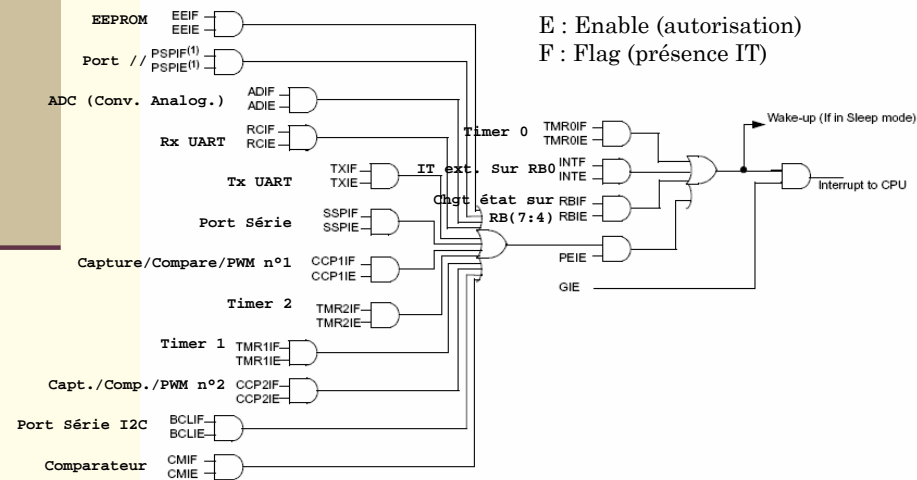 E : Enable (autorisation)
F : Flag (présence IT)
EEPROM EEIF
EEIE
Port // PSPIF(1)
PSPIE(1)
ADC (Conv. Analog.) ADIF
ADIE
Rx UART RCIF
RCIE
Tx UART TXIF
TXIE
Port Série SSPIF
SSPIE
Capture/Compare/PWM n°1 CCP1IF
CCP1IE
Timer 2 TMR2IF
TMR2IE
Timer 1 TMR1IF
TMR1IE
Capt./Comp./PWM n°2 CCP2IF
CCP2IE
Port Série I2C BCLIF
BCLIE
Comparateur CMIF
CMIE
Timer 0 TMR0IF
TMR0IE
IT ext. Sur RB0 INTF
INTE
Chgt état sur RBIF
RB(7:4) RBIE
PEIE
GIE
Wake-up (If in Sleep mode)
Interrupt to CPU